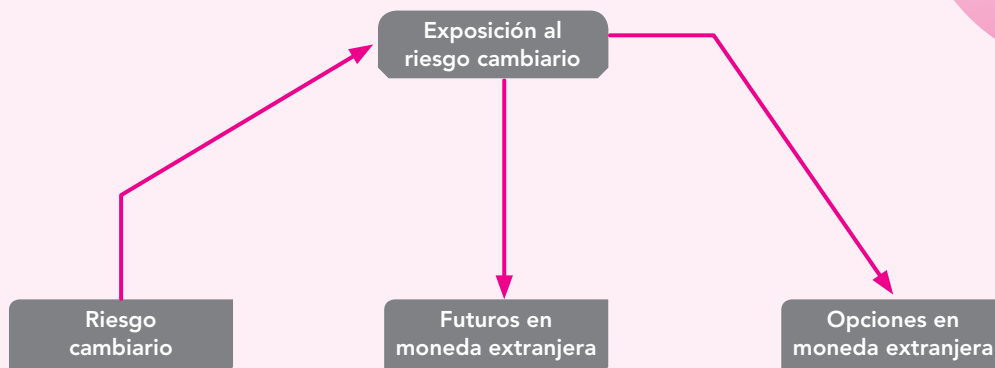 Exposición al
riesgo cambiario
Riesgo
cambiario
Futuros en
moneda extranjera
Opciones en
moneda extranjera